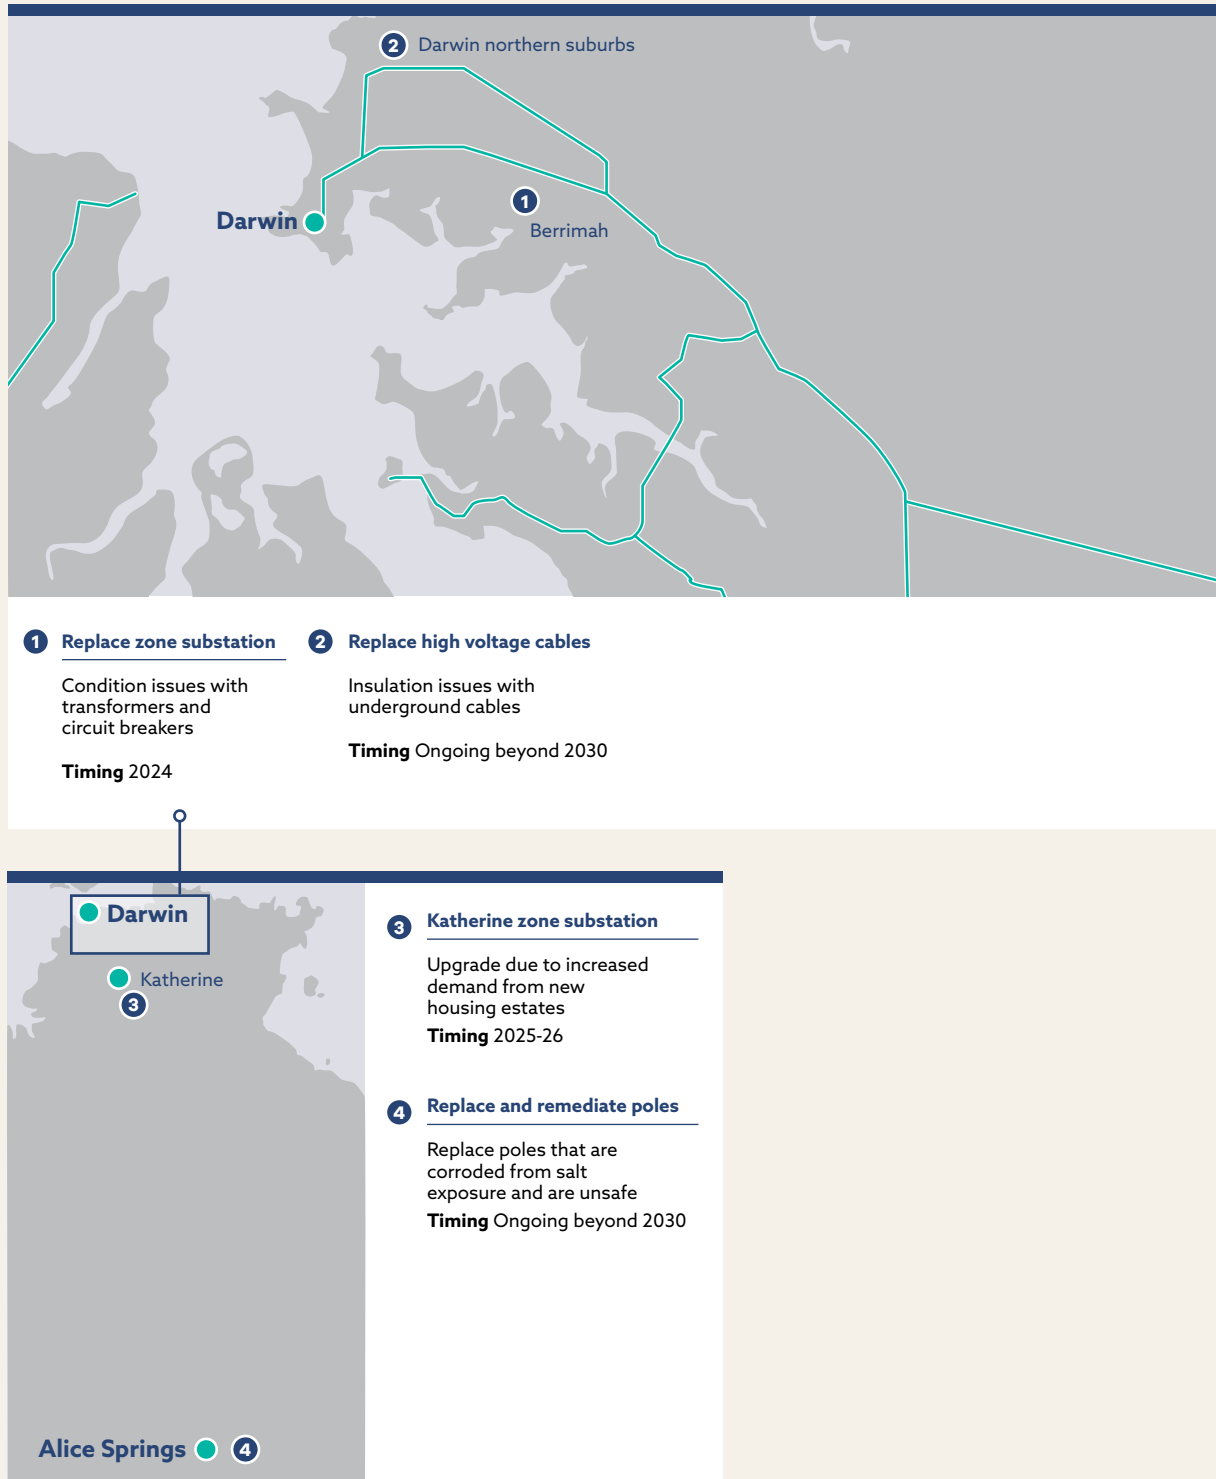 2 Darwin northern suburbs
1
Darwin
Berrimah
1 Replace zone substation
Condition issues with
transformers and
circuit breakers
Timing 2024
2 Replace high voltage cables
Insulation issues with
underground cables
Timing Ongoing beyond 2030
Darwin
Katherine
3
Alice Springs 4
3 Katherine zone substation
Upgrade due to increased
demand from new
housing estates
Timing 2025-26
4 Replace and remediate poles
Replace poles that are
corroded from salt
exposure and are unsafe
Timing Ongoing beyond 2030